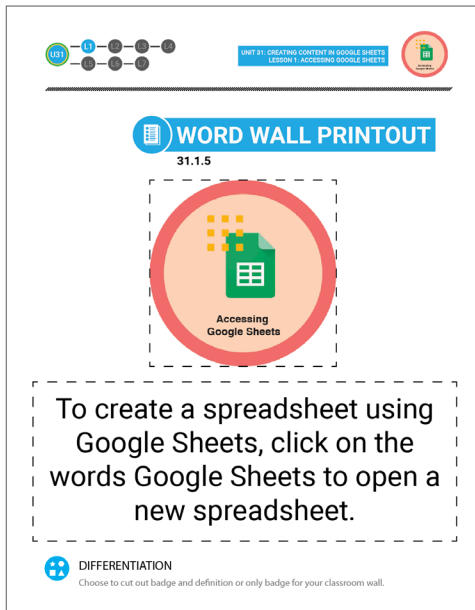 U31 L1 L2 L3 L4
L5 L6 L7
UNIT 31: CREATING CONTENT IN GOOGLE SHEETS
LESSON 1: ACCESSING GOOGLE SHEETS
Accessing
Google Sheets
WORD WALL PRINTOUT
31.1.5
Accessing
Google Sheets
To create a spreadsheet using
Google Sheets, click on the
words Google Sheets to open a
new spreadsheet.
DIFFERENTIATION
Choose to cut out badge and definition or only badge for your classroom wall.